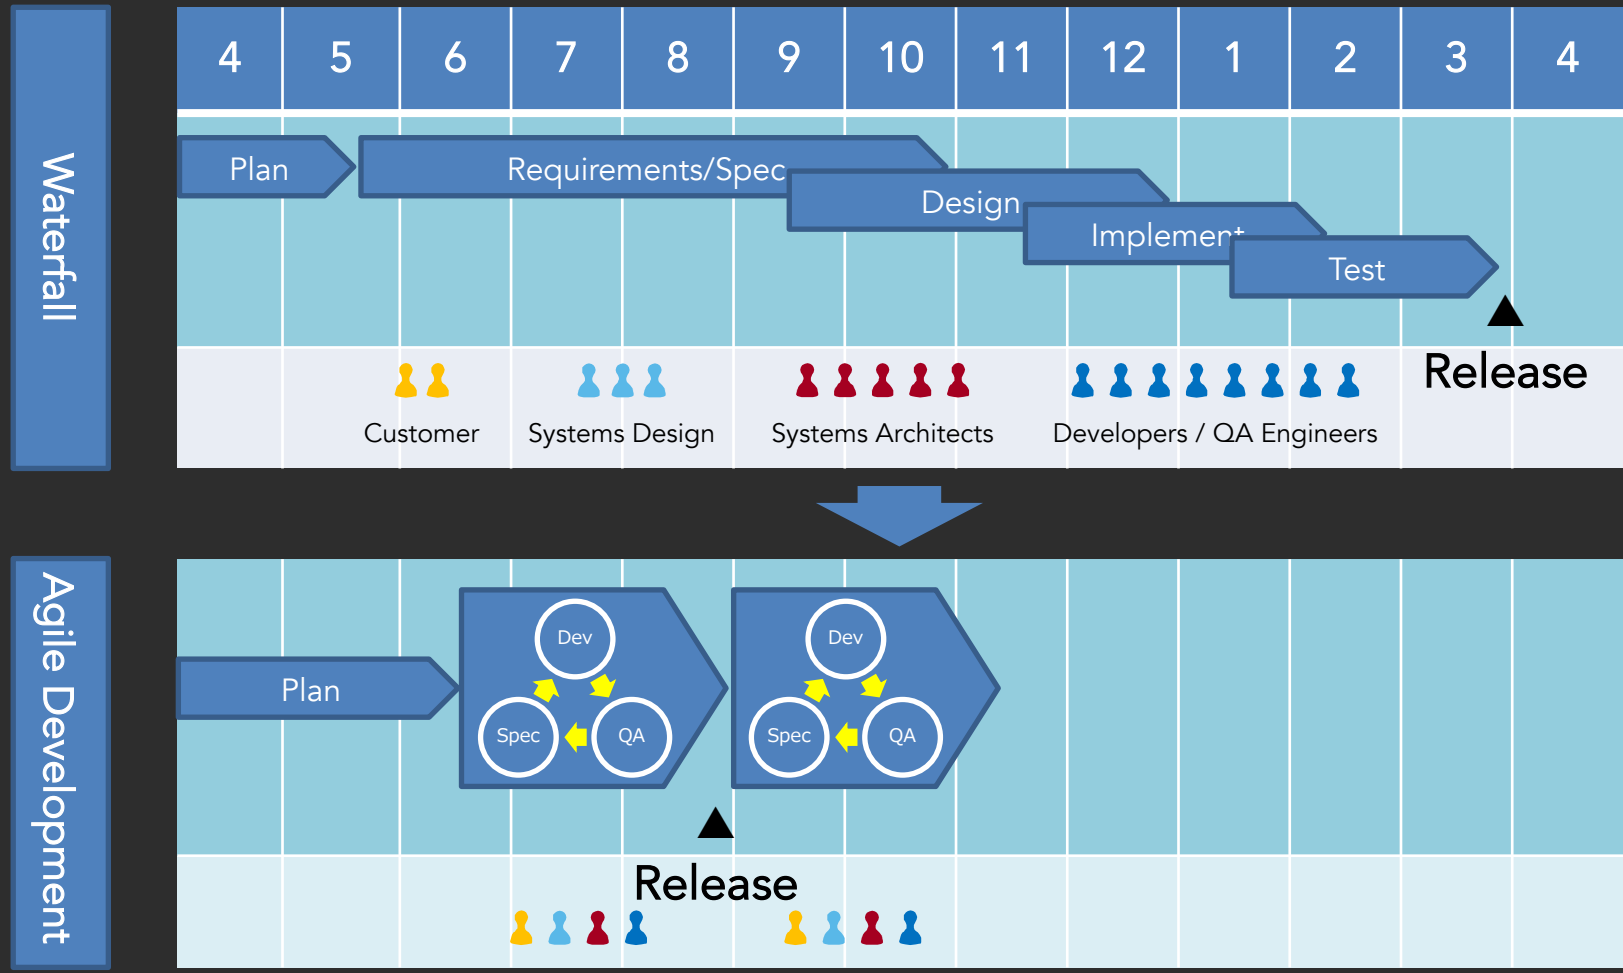 Waterfall
4 5 6 7 8 9 10 11 12 1 2 3 4
Plan
Requirements/Spec
Design
Implement
Test
Release
Customer
Systems Design
Systems Architects
Developers / QA Engineers
Agile Development
Plan
Dev
Spec
QA
Dev
Spec
QA
Release